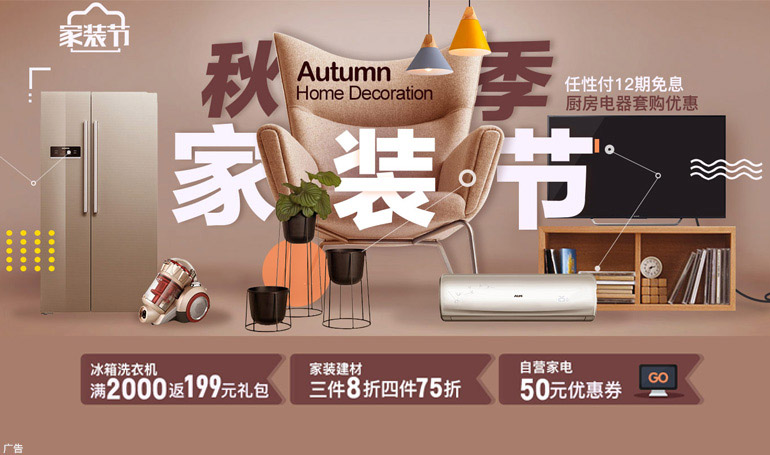 家装节
秋季
Autumn
Home Decoration
任性付12期免息
厨房电器套购优惠
家装节
冰箱洗衣机
满2000返199元礼包
家装建材
三件8折四件75折
自营家电
50元优惠券
GO
广告